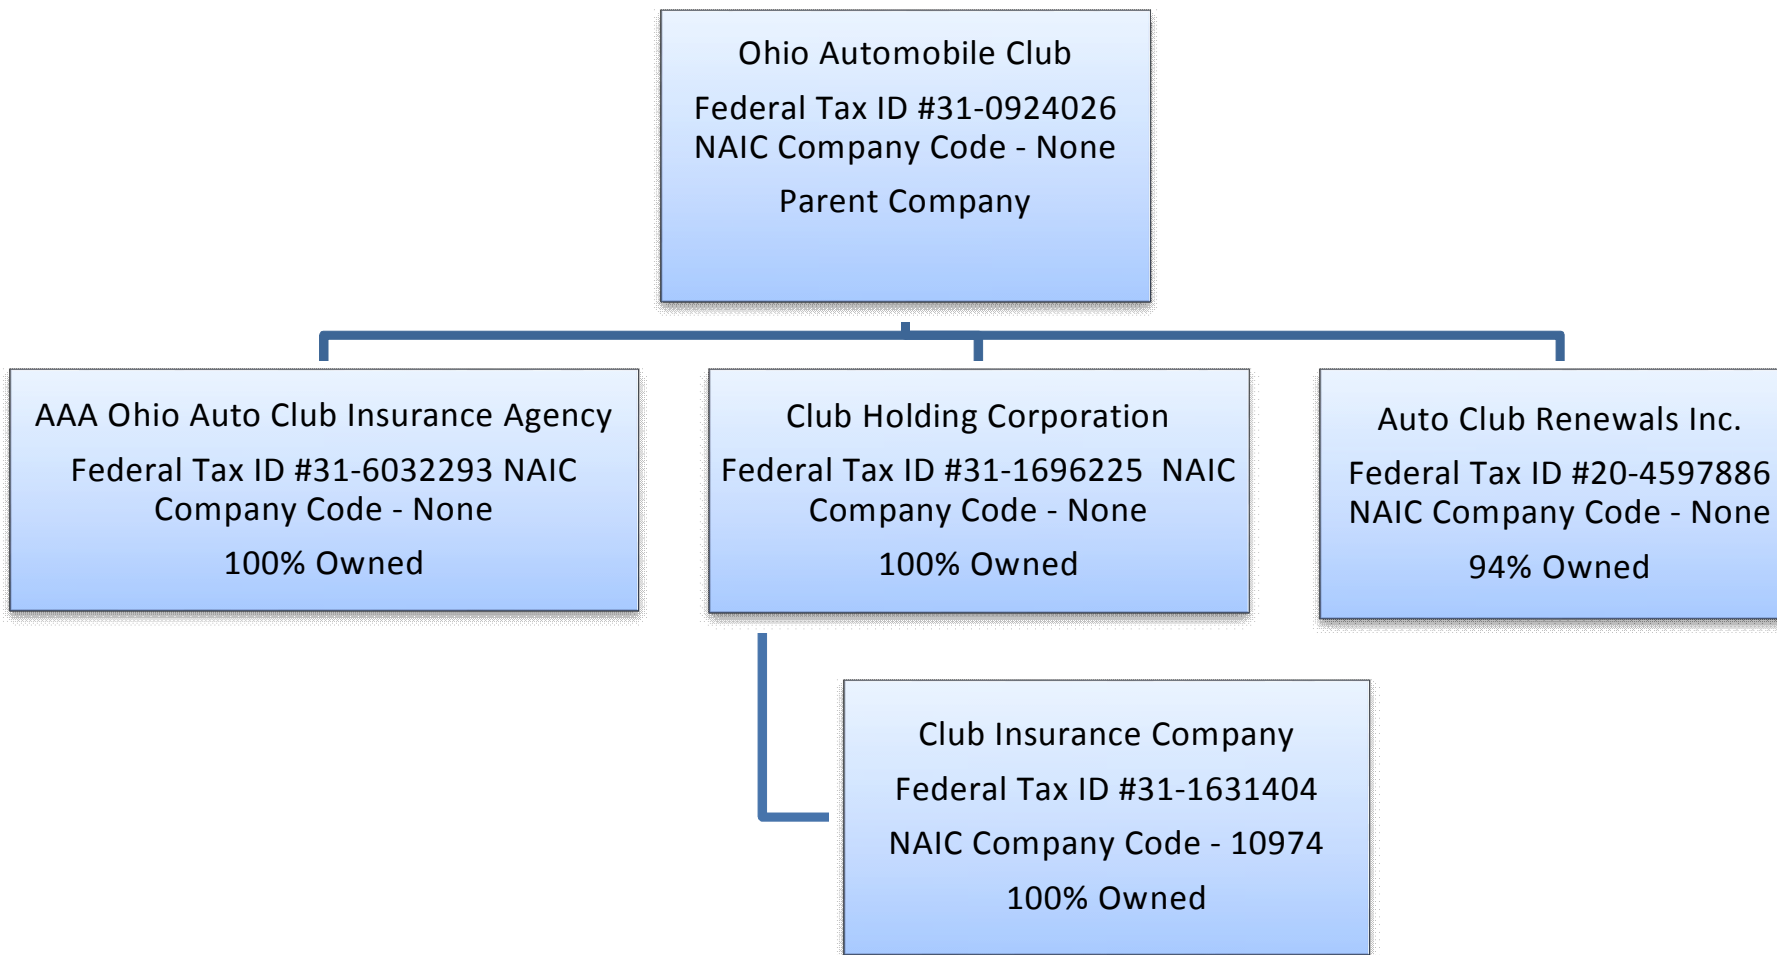 Ohio Automobile Club
Federal Tax ID #31-0924026
NAIC Company Code - None
Parent Company
AAA Ohio Auto Club Insurance Agency
Federal Tax ID #31-6032293 NAIC
Company Code - None
100% Owned
Club Holding Corporation
Federal Tax ID #31-1696225  NAIC
Company Code - None
100% Owned
Auto Club Renewals Inc.
Federal Tax ID #20-4597886
NAIC Company Code - None
94% Owned
Club Insurance Company
Federal Tax ID #31-1631404
NAIC Company Code - 10974
100% Owned